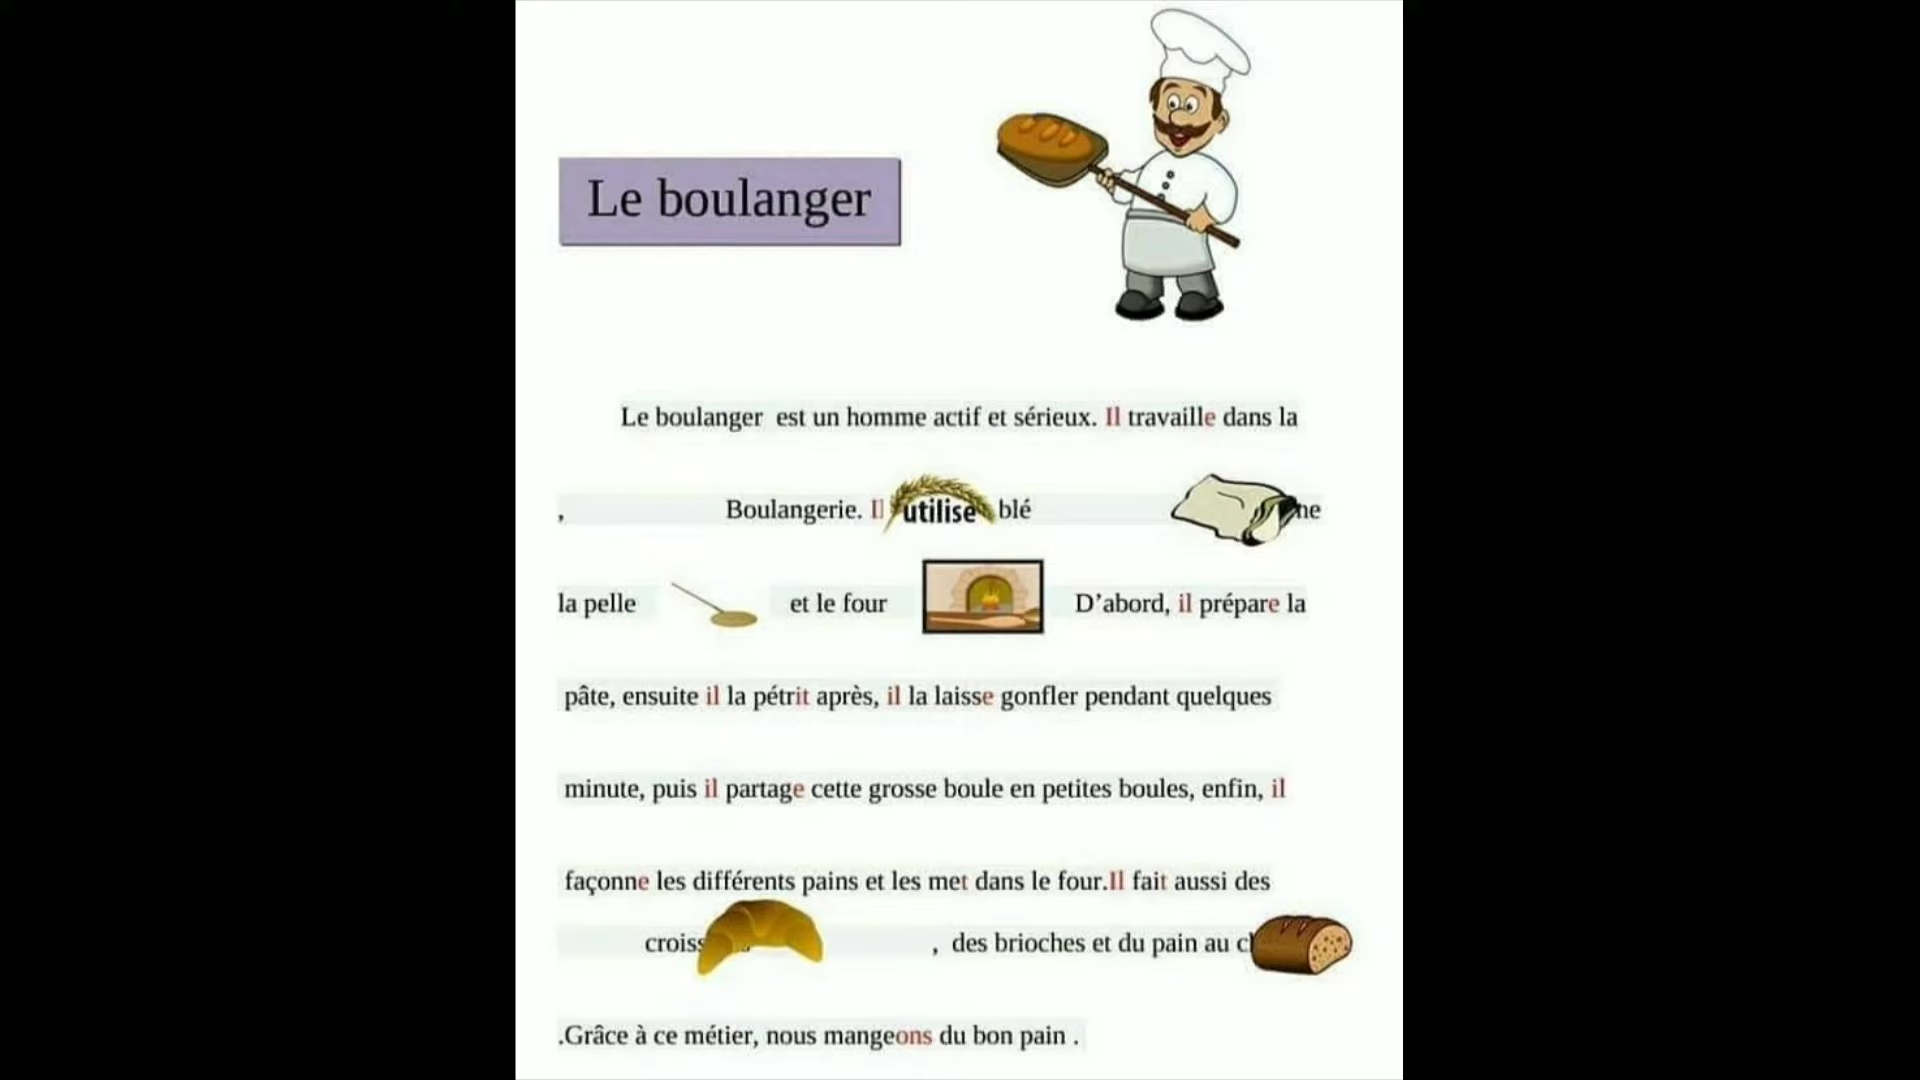 Le boulanger
Le boulanger est un homme actif et sérieux. Il travaille dans la
, Boulangerie. Il utilise blé
la pelle et le four D’abord, il prépare la
pâte, ensuite il la pétrit après, il la laisse gonfler pendant quelques
minute, puis il partage cette grosse boule en petites boules, enfin, il
façonne les différents pains et les met dans le four.Il fait aussi des
, des brioches et du pain au
.Grâce à ce métier, nous mangeons du bon pain .